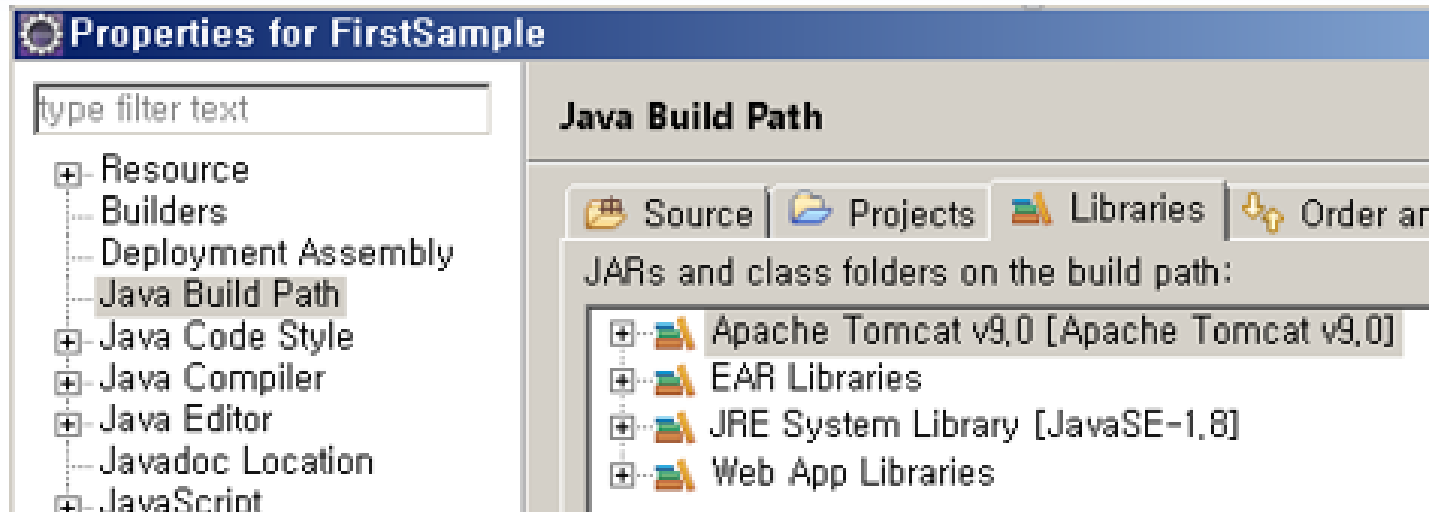 Properties for FirstSample
type filter text
Resource
Builders
Deployment Assembly
Java Build Path
Java Code Style
Java Compiler
Java Editor
Javadoc Location
JavaScript
Java Build Path
Source Projects Libraries Order an
JARs and class folders on the build path:
Apache Tomcat v9.0 [Apache Tomcat v9.0]
EAR Libraries
JRE System Library [JavaSE-1.8]
Web App Libraries